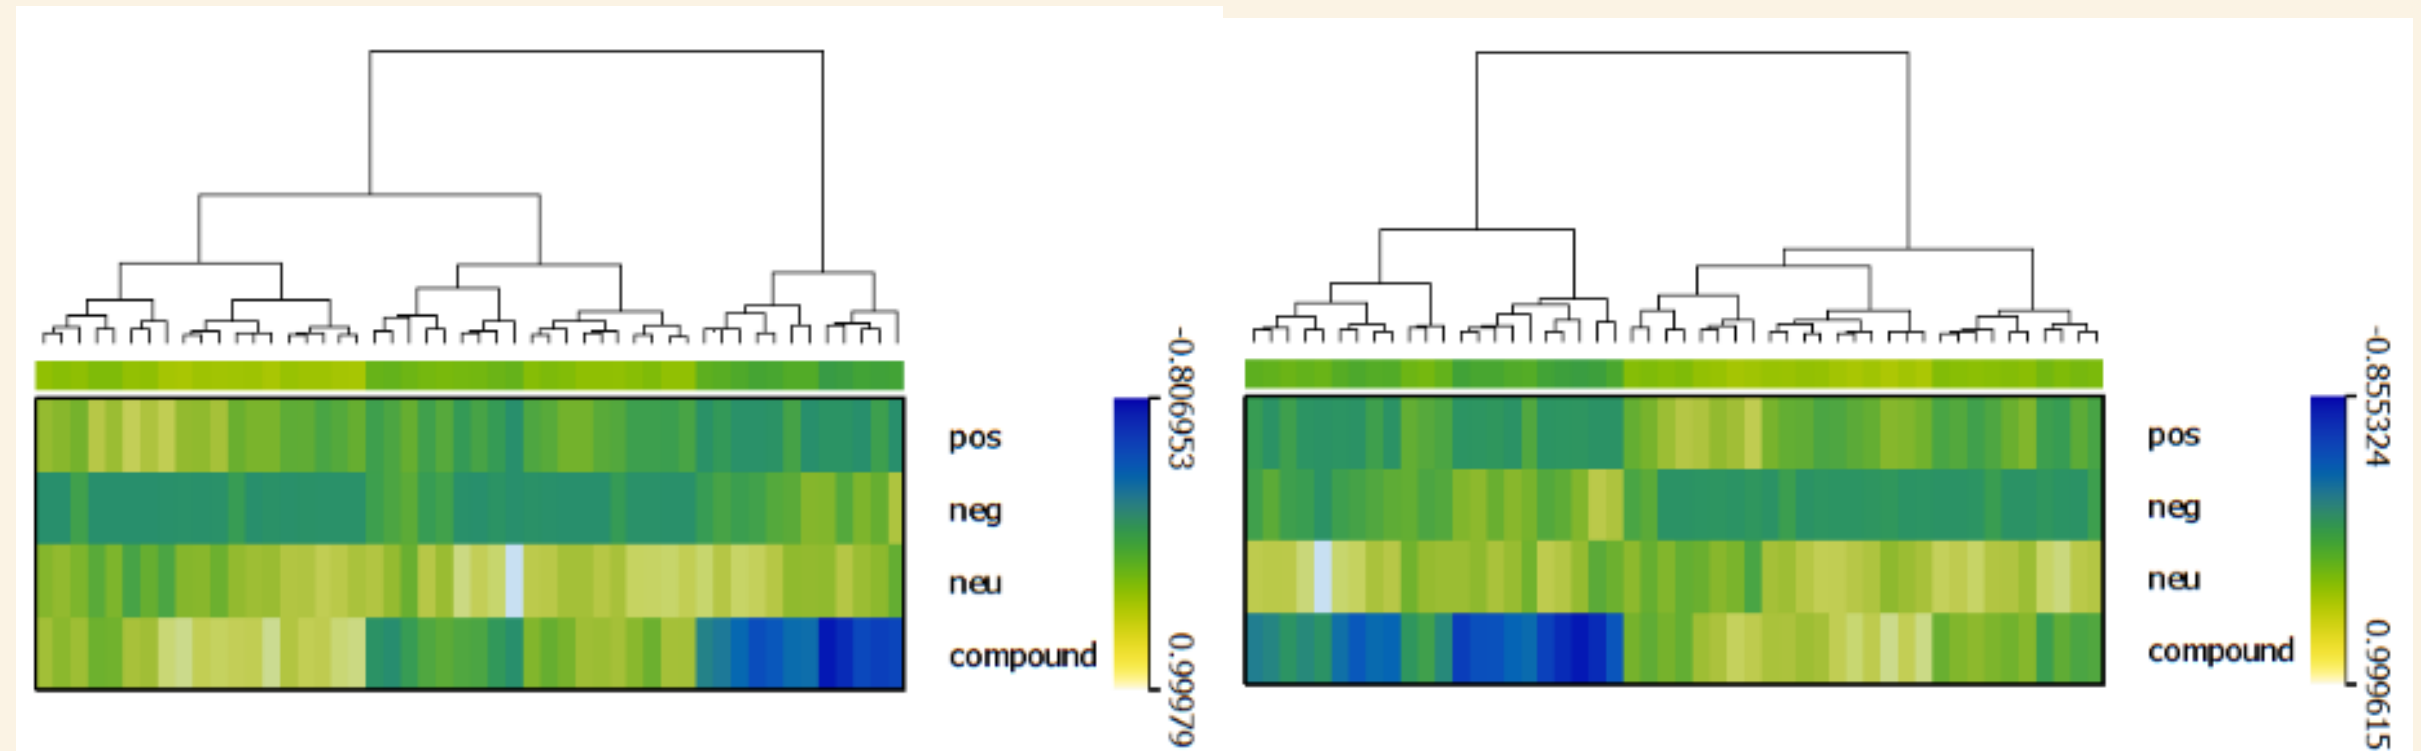 pos
neg
neu
compound
-0.806953
0.99979
pos
neg
neu
compound
-0.855324
0.999615